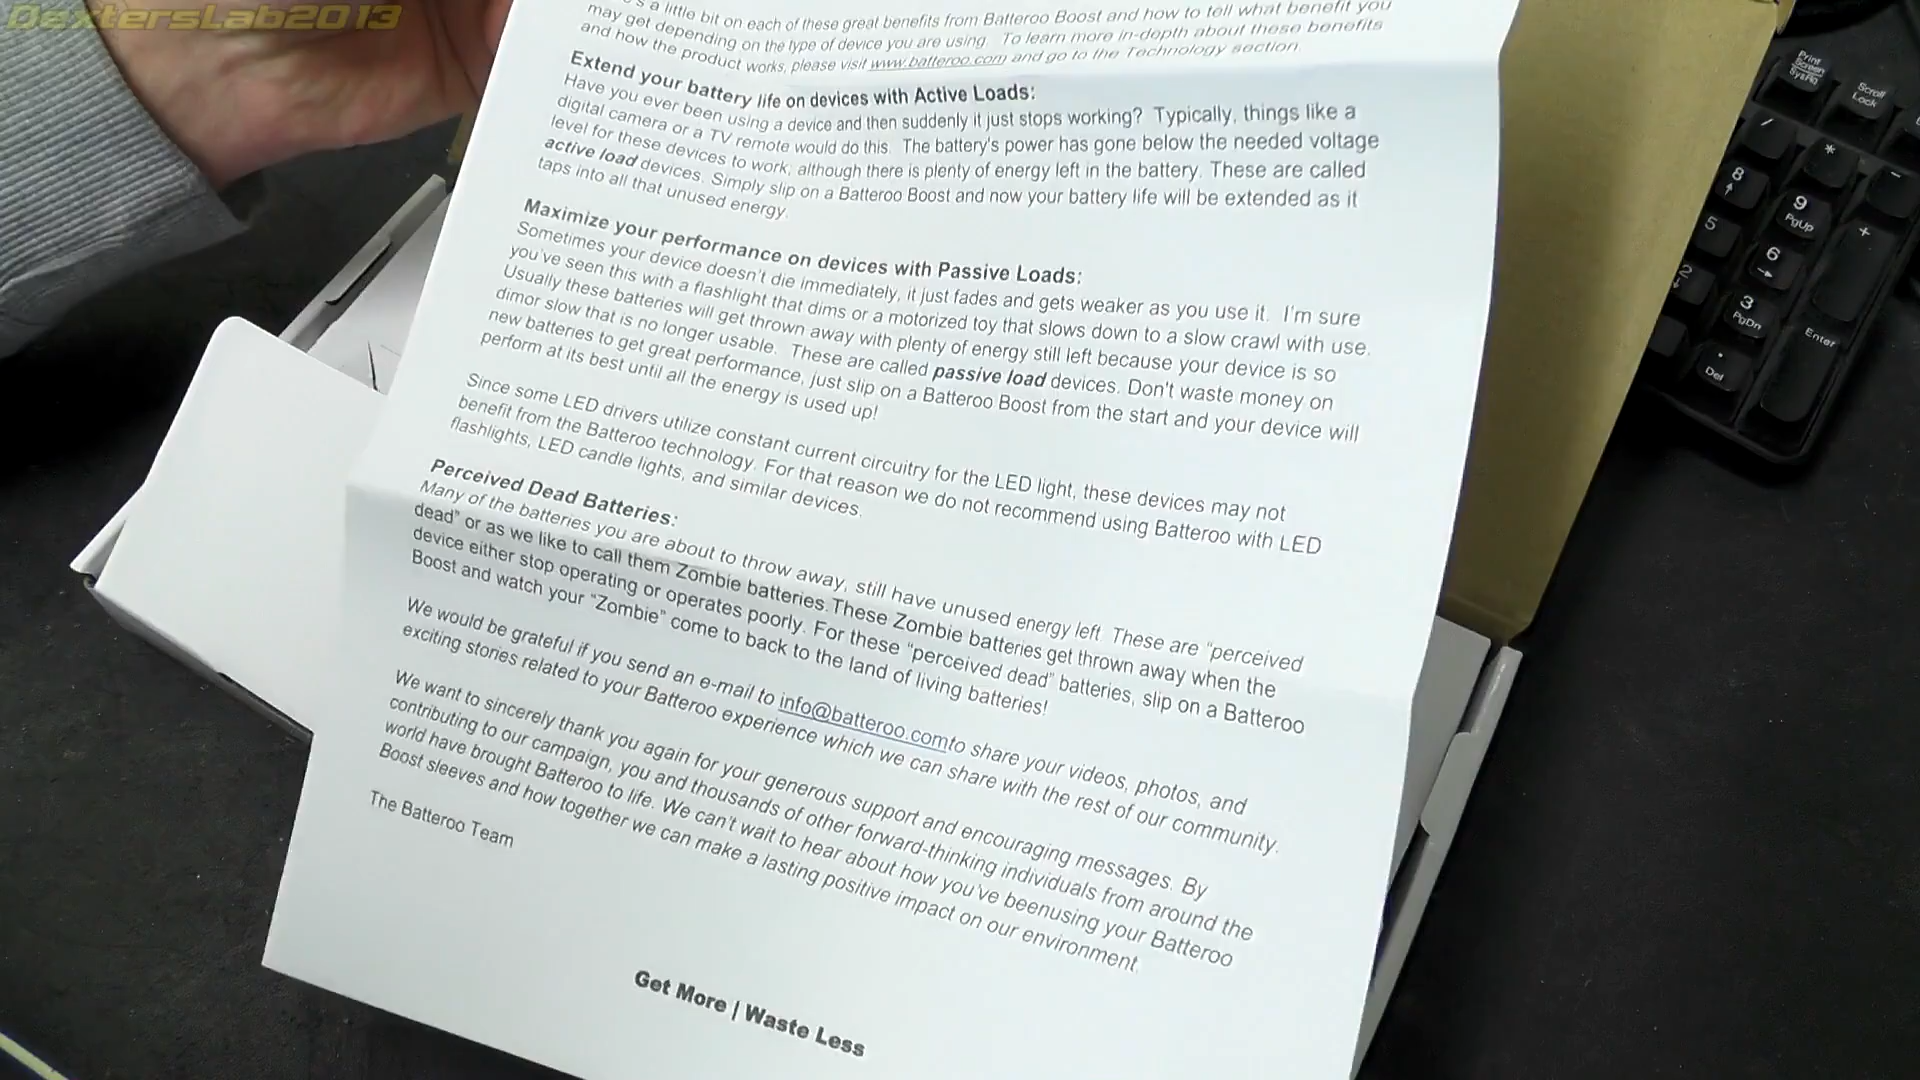 DextersLab2013
's a little bit on each of these great benefits from Batteroo Boost and how to tell what benefit you
may get depending on the type of device you are using. To learn more in-depth about these benefits
and how the product works, please visit www.batteroo.com and go to the Technology section.
Extend your battery life on devices with Active Loads:
Have you ever been using a device and then suddenly it just stops working? Typically, things like a
digital camera or a TV remote would do this. The battery's power has gone below the needed voltage
level for these devices to work, although there is plenty of energy left in the battery. These are called
active load devices. Simply slip on a Batteroo Boost and now your battery life will be extended as it
taps into all that unused energy.
Maximize your performance on devices with Passive Loads:
Sometimes your device doesn't die immediately, it just fades and gets weaker as you use it. I'm sure
you've seen this with a flashlight that dims or a motorized toy that slows down to a slow crawl with use.
Usually these batteries will get thrown away with plenty of energy still left because your device is so
dimor slow that is no longer usable. These are called passive load devices. Don't waste money on
new batteries to get great performance, just slip on a Batteroo Boost from the start and your device will
perform at its best until all the energy is used up!
Since some LED drivers utilize constant current circuitry for the LED light, these devices may not
benefit from the Batteroo technology. For that reason we do not recommend using Batteroo with LED
flashlights, LED candle lights, and similar devices.
Perceived Dead Batteries:
Many of the batteries you are about to throw away, still have unused energy left. These are "perceived
dead" or as we like to call them Zombie batteries.These Zombie batteries get thrown away when the
device either stop operating or operates poorly. For these "perceived dead" batteries, slip on a Batteroo
Boost and watch your "Zombie" come to back to the land of living batteries!
We would be grateful if you send an e-mail to info@batteroo.comto share your videos, photos, and
exciting stories related to your Batteroo experience which we can share with the rest of our community.
We want to sincerely thank you again for your generous support and encouraging messages. By
contributing to our campaign, you and thousands of other forward-thinking individuals from around the
world have brought Batteroo to life. We can't wait to hear about how you've beenusing your Batteroo
Boost sleeves and how together we can make a lasting positive impact on our environment.
The Batteroo Team
Get More | Waste Less
Print
Screen
SysRq
Scroll
Lock
/
*
-
8
9
PgUp
+
5
6
2
3
PgDn
Enter
.
Del